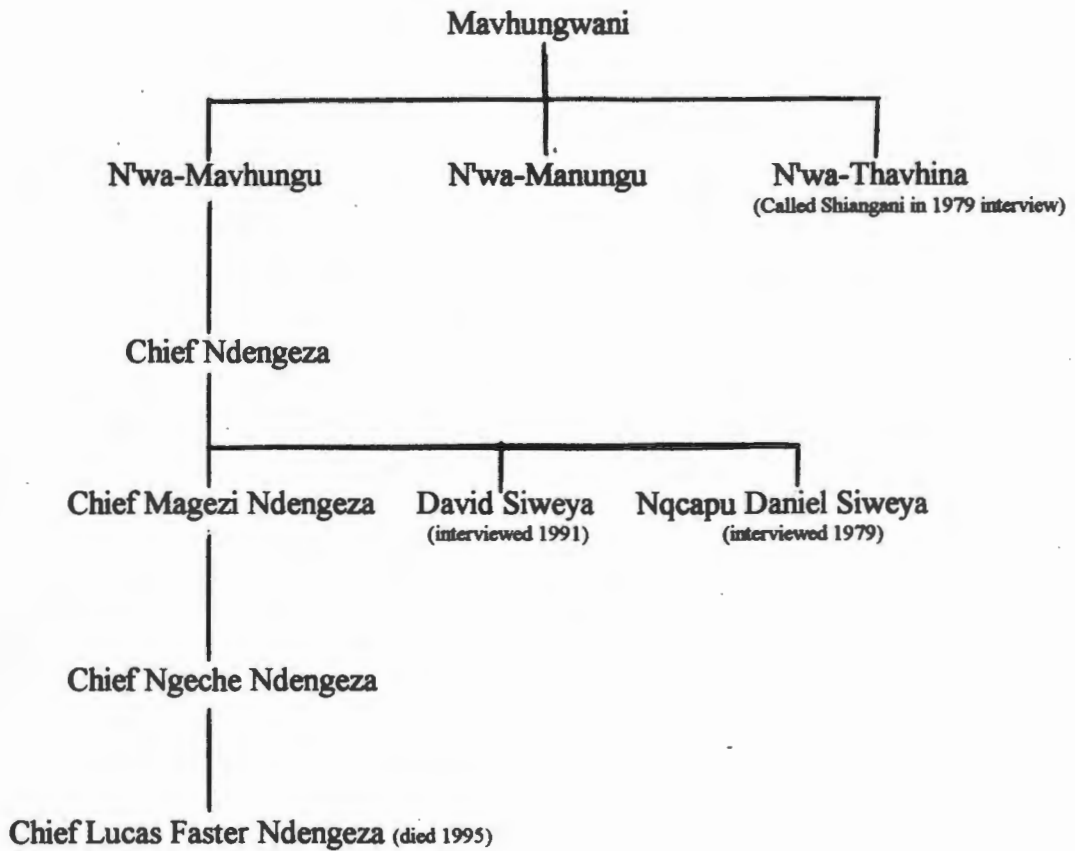 Mavhungwani
N'wa-Mavhungu N'wa-Manungu N'wa-Thavhina
(Called Shiangani in 1979 interview)
Chief Ndengeza
Chief Magezi Ndengeza David Siweya Nqcapu Daniel Siweya
(interviewed 1991) (interviewed 1979)
Chief Ngeche Ndengeza
Chief Lucas Faster Ndengeza (died 1995)